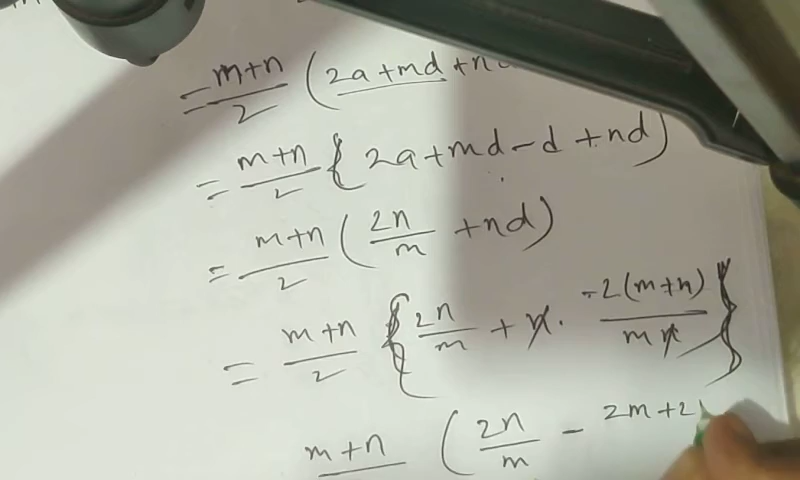 = m+n/2 (2a+md+n
= m+n/2 {2a+md-d+nd)
= m+n/2 (2n/m +nd)
= m+n/2 {2n/m + n. -2(m+n)/mn}
m+n (2n/m - 2m+2